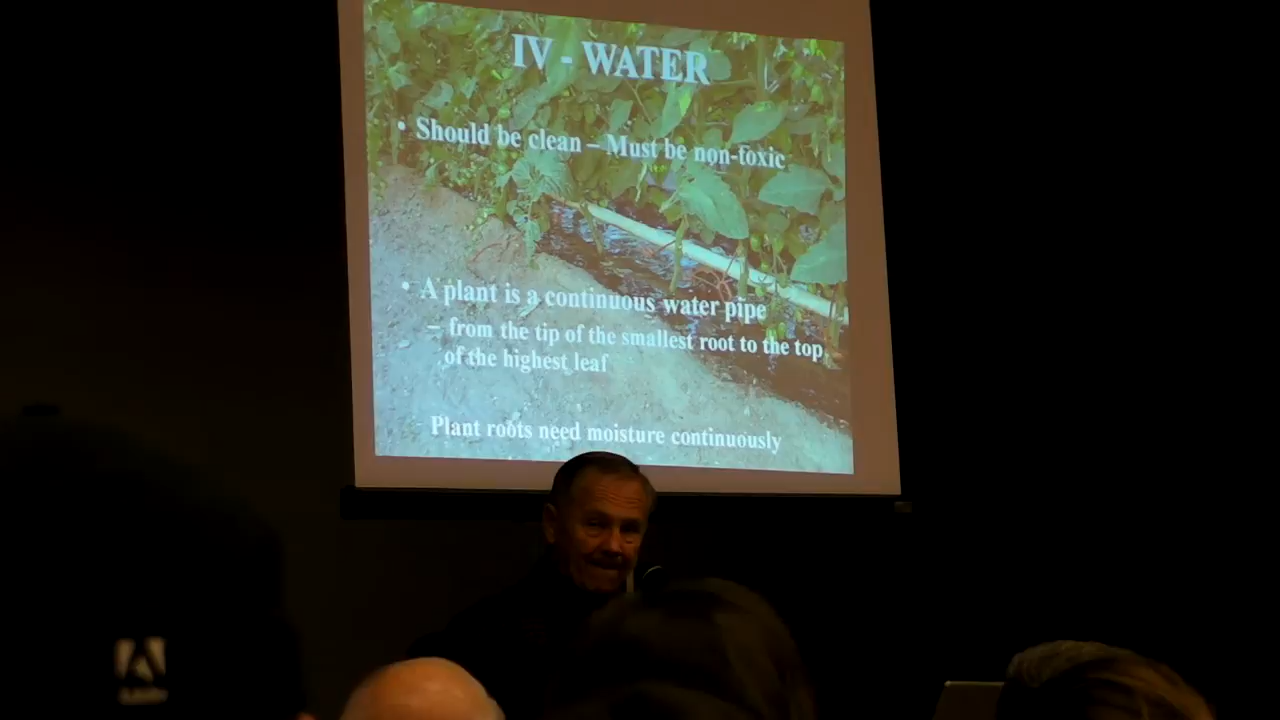 IV - WATER
• Should be clean – Must be non-toxic
• A plant is a continuous water pipe
– from the tip of the smallest root to the top
of the highest leaf
Plant roots need moisture continuously